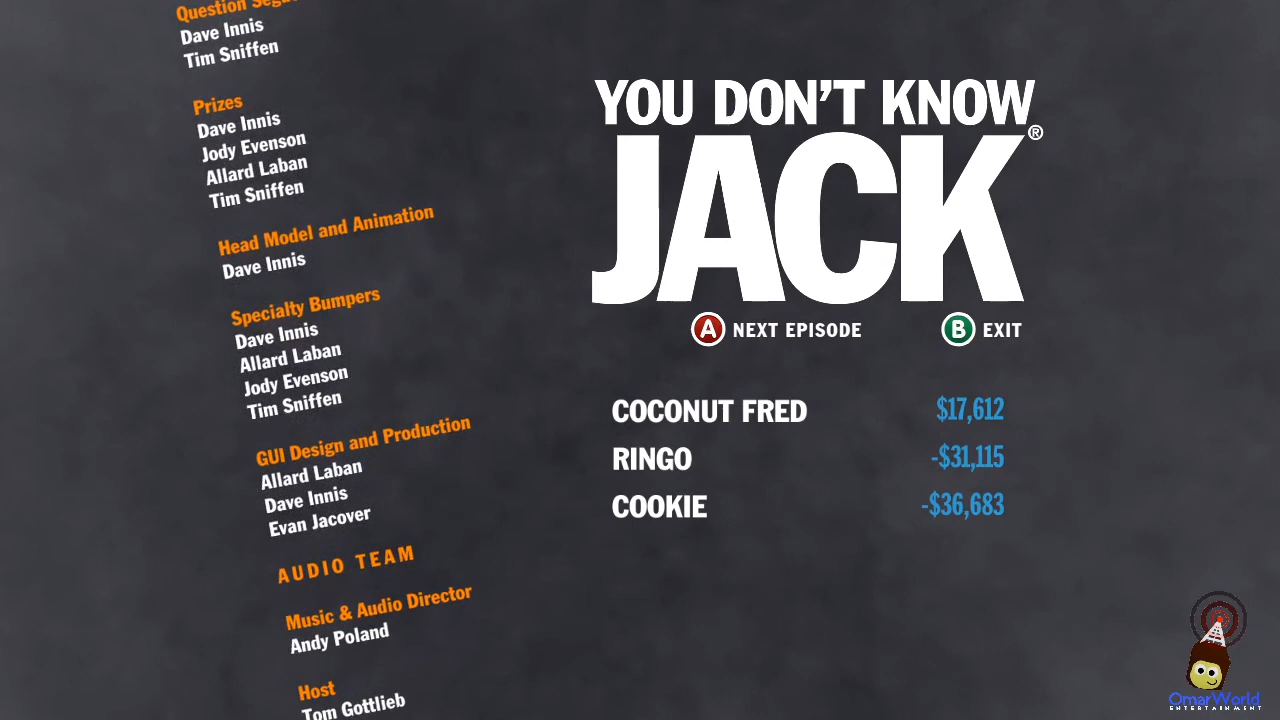 Question
Dave Innis
Tim Sniffen
Prizes
Dave Innis
Jody Evenson
Allard Laban
Tim Sniffen
Head Model and Animation
Dave Innis
Specialty Bumpers
Dave Innis
Allard Laban
Jody Evenson
Tim Sniffen
GUI Design and Production
Allard Laban
Dave Innis
Evan Jacover
AUDIO TEAM
Music & Audio Director
Andy Poland
Host
Tom Gottlieb
YOU DON'T KNOW
JACK®
A NEXT EPISODE B EXIT
COCONUT FRED $17,612
RINGO -$31,115
COOKIE -$36,683
OmarWorld
ENTERTAINMENT